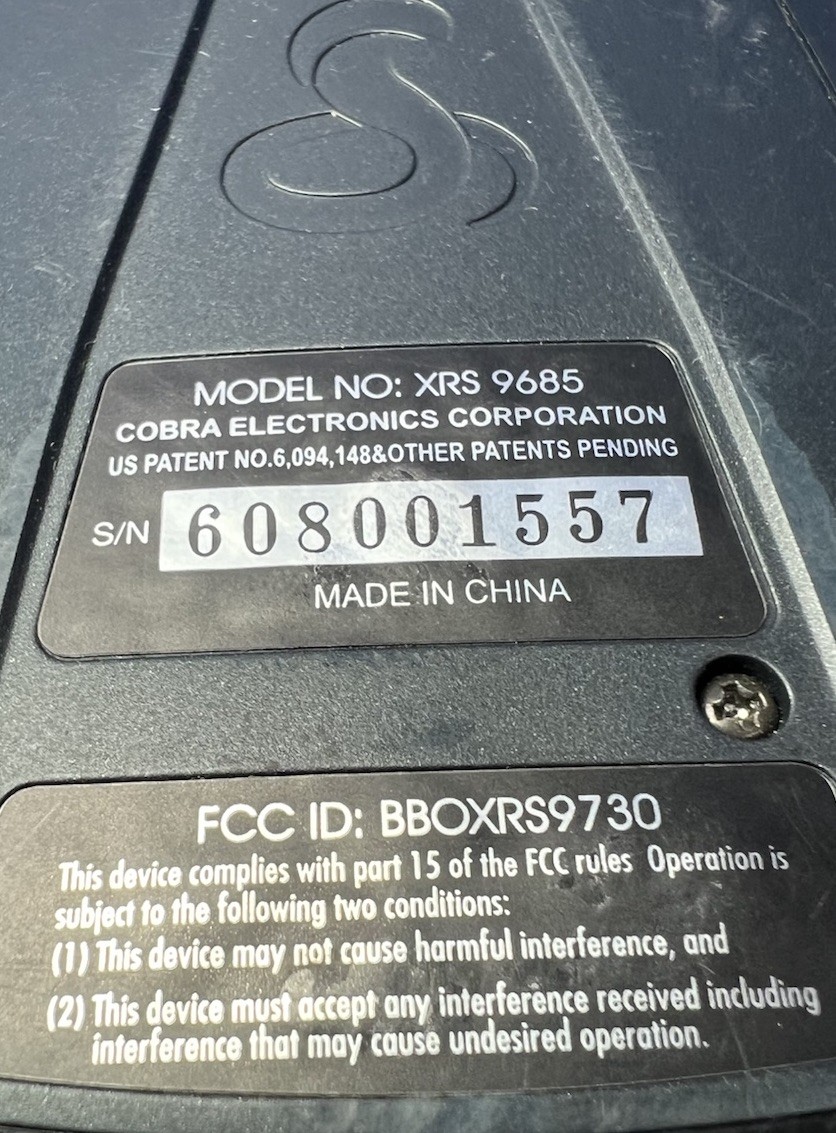 MODEL NO: XRS 9685
COBRA ELECTRONICS CORPORATION
US PATENT NO.6,094,148&OTHER PATENTS PENDING
S/N 608001557
MADE IN CHINA
FCC ID: BBOXRS9730
This device complies with part 15 of the FCC rules Operation is
subject to the following two conditions:
(1) This device may not cause harmful interference, and
(2) This device must accept any interference received including
interference that may cause undesired operation.